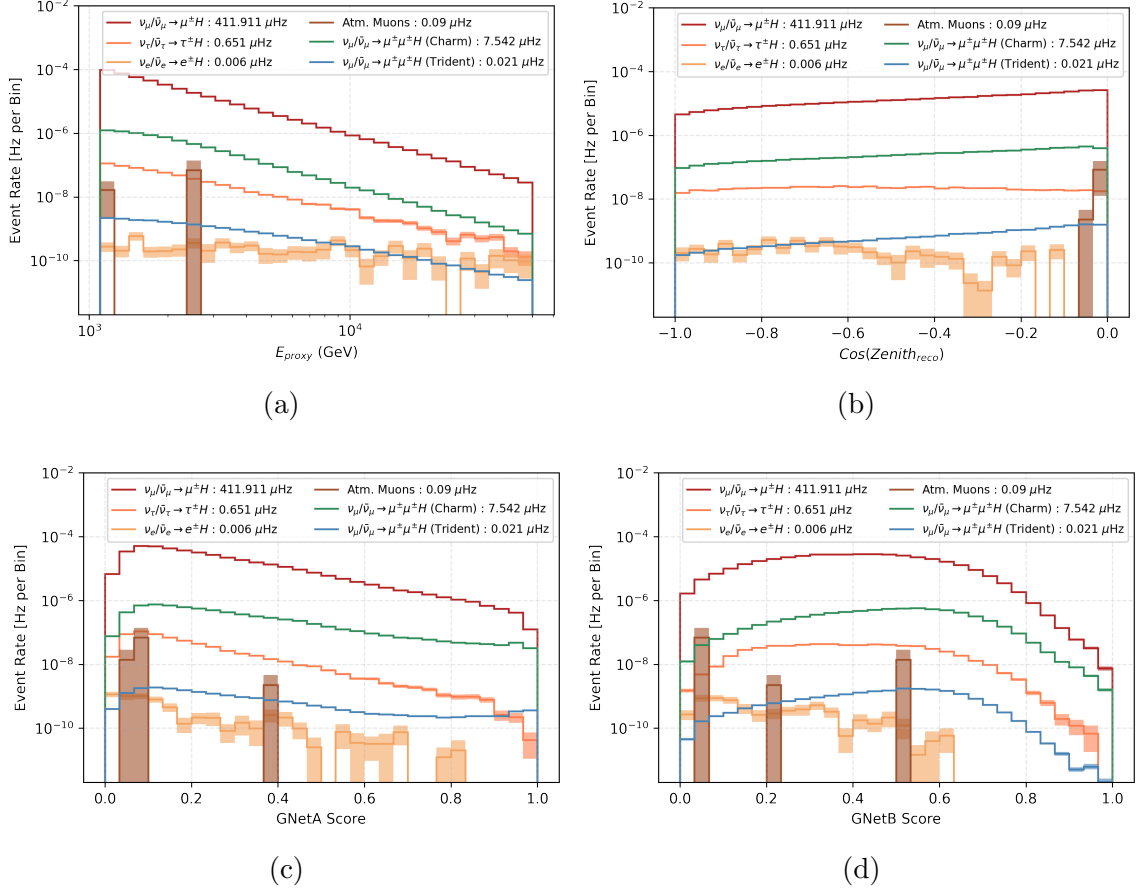 ν_μ/ν̄_μ → μ^±H : 411.911 μHz
ν_τ/ν̄_τ → τ^±H : 0.651 μHz
ν_e/ν̄_e → e^±H : 0.006 μHz
Atm. Muons : 0.09 μHz
ν_μ/ν̄_μ → μ^±μ^±H (Charm) : 7.542 μHz
ν_μ/ν̄_μ → μ^±μ^±H (Trident) : 0.021 μHz
Event Rate [Hz per Bin]
10^−2
10^−4
10^−6
10^−8
10^−10
10^3
10^4
E_proxy (GeV)
(a)
ν_μ/ν̄_μ → μ^±H : 411.911 μHz
ν_τ/ν̄_τ → τ^±H : 0.651 μHz
ν_e/ν̄_e → e^±H : 0.006 μHz
Atm. Muons : 0.09 μHz
ν_μ/ν̄_μ → μ^±μ^±H (Charm) : 7.542 μHz
ν_μ/ν̄_μ → μ^±μ^±H (Trident) : 0.021 μHz
Event Rate [Hz per Bin]
10^−2
10^−4
10^−6
10^−8
10^−10
−1.0
−0.8
−0.6
−0.4
−0.2
0.0
Cos(Zenith_reco)
(b)
ν_μ/ν̄_μ → μ^±H : 411.911 μHz
ν_τ/ν̄_τ → τ^±H : 0.651 μHz
ν_e/ν̄_e → e^±H : 0.006 μHz
Atm. Muons : 0.09 μHz
ν_μ/ν̄_μ → μ^±μ^±H (Charm) : 7.542 μHz
ν_μ/ν̄_μ → μ^±μ^±H (Trident) : 0.021 μHz
Event Rate [Hz per Bin]
10^−2
10^−4
10^−6
10^−8
10^−10
0.0
0.2
0.4
0.6
0.8
1.0
GNetA Score
(c)
ν_μ/ν̄_μ → μ^±H : 411.911 μHz
ν_τ/ν̄_τ → τ^±H : 0.651 μHz
ν_e/ν̄_e → e^±H : 0.006 μHz
Atm. Muons : 0.09 μHz
ν_μ/ν̄_μ → μ^±μ^±H (Charm) : 7.542 μHz
ν_μ/ν̄_μ → μ^±μ^±H (Trident) : 0.021 μHz
Event Rate [Hz per Bin]
10^−2
10^−4
10^−6
10^−8
10^−10
0.0
0.2
0.4
0.6
0.8
1.0
GNetB Score
(d)